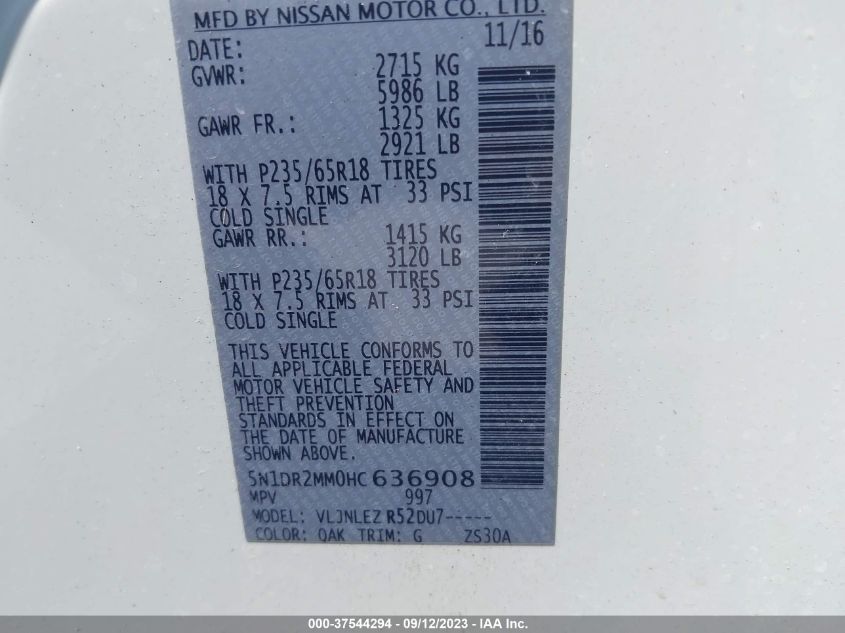 MFD BY NISSAN MOTOR CO., LTD.
DATE: 11/16
GVWR: 2715 KG
5986 LB
GAWR FR.: 1325 KG
2921 LB
WITH P235/65R18 TIRES
18 X 7.5 RIMS AT 33 PSI
COLD SINGLE
GAWR RR.: 1415 KG
3120 LB
WITH P235/65R18 TIRES
18 X 7.5 RIMS AT 33 PSI
COLD SINGLE
THIS VEHICLE CONFORMS TO
ALL APPLICABLE FEDERAL
MOTOR VEHICLE SAFETY AND
THEFT PREVENTION
STANDARDS IN EFFECT ON
THE DATE OF MANUFACTURE
SHOWN ABOVE.
5N1DR2MM0HC 636908
MPV 997
MODEL: VLJNLEZ R52DU7-----
COLOR: QAK TRIM: G ZS30A
000-37544294 - 09/12/2023 - IAA Inc.